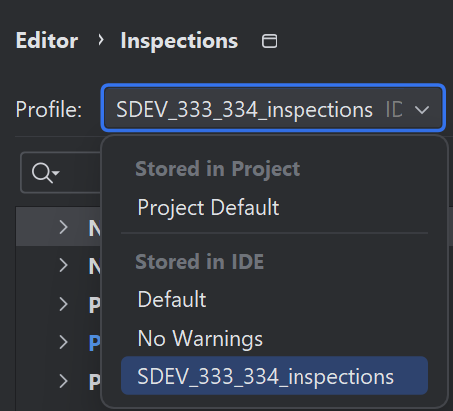 Editor › Inspections
Profile: SDEV_333_334_inspections ID
Stored in Project
Project Default
Stored in IDE
Default
No Warnings
SDEV_333_334_inspections
N
N
P
P
P